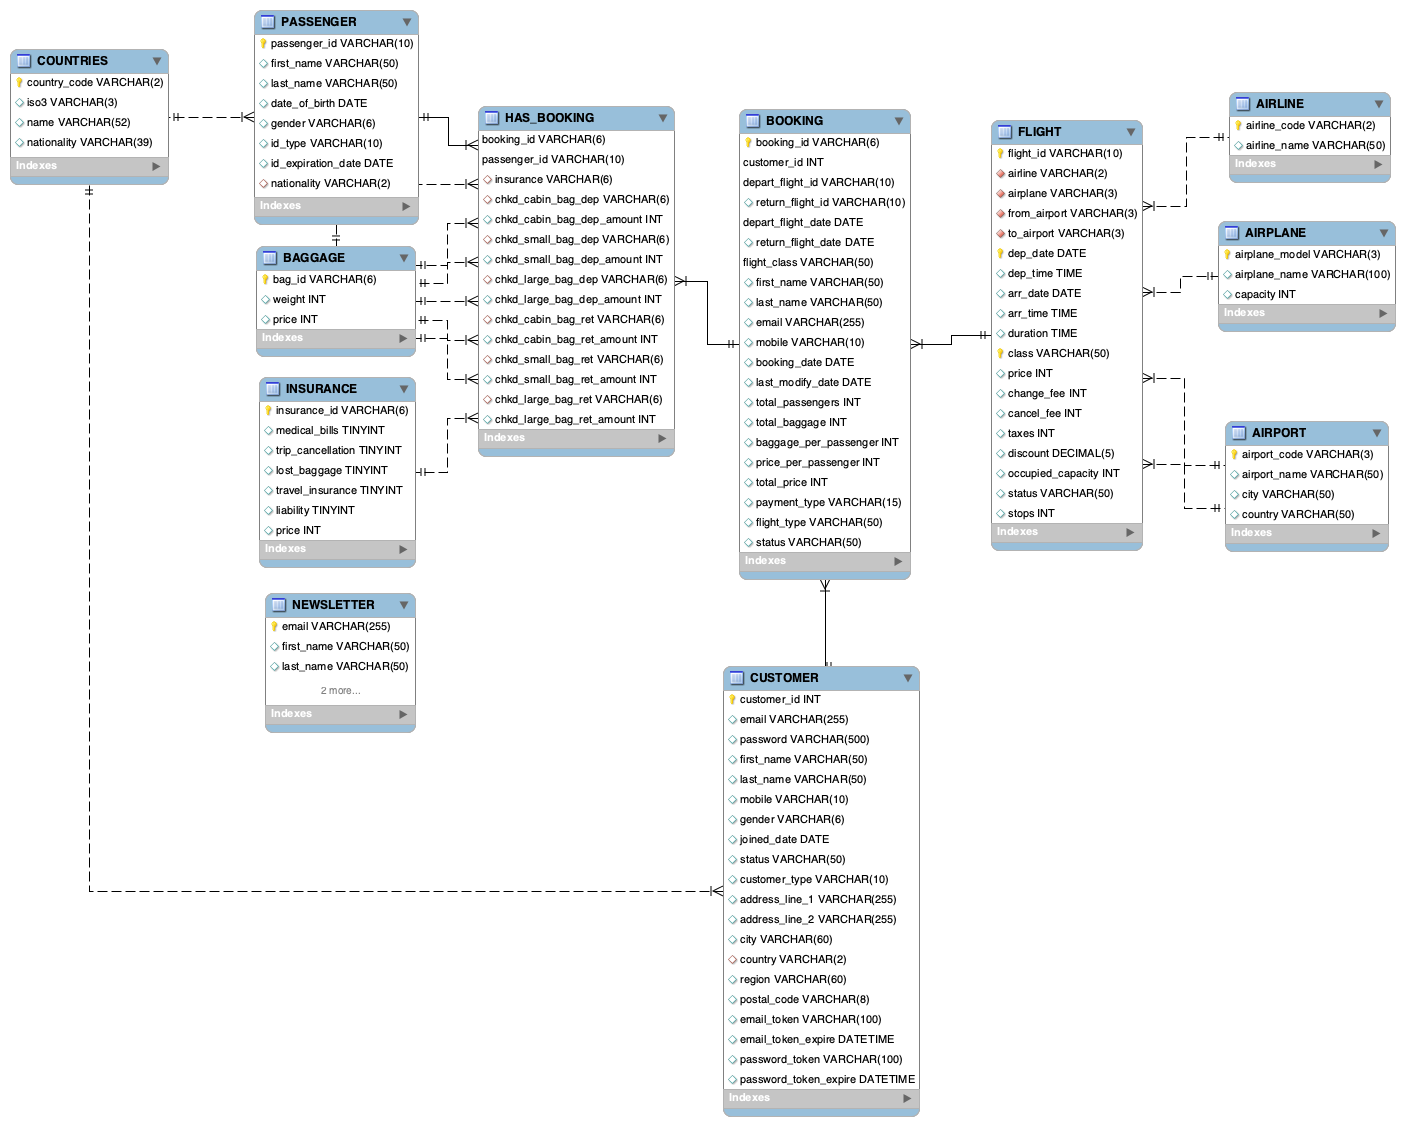 COUNTRIES
country_code VARCHAR(2)
iso3 VARCHAR(3)
name VARCHAR(52)
nationality VARCHAR(39)
Indexes
PASSENGER
passenger_id VARCHAR(10)
first_name VARCHAR(50)
last_name VARCHAR(50)
date_of_birth DATE
gender VARCHAR(6)
id_type VARCHAR(10)
id_expiration_date DATE
nationality VARCHAR(2)
Indexes
BAGGAGE
bag_id VARCHAR(6)
weight INT
price INT
Indexes
INSURANCE
insurance_id VARCHAR(6)
medical_bills TINYINT
trip_cancellation TINYINT
lost_baggage TINYINT
travel_insurance TINYINT
liability TINYINT
price INT
Indexes
NEWSLETTER
email VARCHAR(255)
first_name VARCHAR(50)
last_name VARCHAR(50)
2 more...
Indexes
HAS_BOOKING
booking_id VARCHAR(6)
passenger_id VARCHAR(10)
insurance VARCHAR(6)
chkd_cabin_bag_dep VARCHAR(6)
chkd_cabin_bag_dep_amount INT
chkd_small_bag_dep VARCHAR(6)
chkd_small_bag_dep_amount INT
chkd_large_bag_dep VARCHAR(6)
chkd_large_bag_dep_amount INT
chkd_cabin_bag_ret VARCHAR(6)
chkd_cabin_bag_ret_amount INT
chkd_small_bag_ret VARCHAR(6)
chkd_small_bag_ret_amount INT
chkd_large_bag_ret VARCHAR(6)
chkd_large_bag_ret_amount INT
Indexes
BOOKING
booking_id VARCHAR(6)
customer_id INT
depart_flight_id VARCHAR(10)
return_flight_id VARCHAR(10)
depart_flight_date DATE
return_flight_date DATE
flight_class VARCHAR(50)
first_name VARCHAR(50)
last_name VARCHAR(50)
email VARCHAR(255)
mobile VARCHAR(10)
booking_date DATE
last_modify_date DATE
total_passengers INT
total_baggage INT
baggage_per_passenger INT
price_per_passenger INT
total_price INT
payment_type VARCHAR(15)
flight_type VARCHAR(50)
status VARCHAR(50)
Indexes
CUSTOMER
customer_id INT
email VARCHAR(255)
password VARCHAR(500)
first_name VARCHAR(50)
last_name VARCHAR(50)
mobile VARCHAR(10)
gender VARCHAR(6)
joined_date DATE
status VARCHAR(50)
customer_type VARCHAR(10)
address_line_1 VARCHAR(255)
address_line_2 VARCHAR(255)
city VARCHAR(60)
country VARCHAR(2)
region VARCHAR(60)
postal_code VARCHAR(8)
email_token VARCHAR(100)
email_token_expire DATETIME
password_token VARCHAR(100)
password_token_expire DATETIME
Indexes
FLIGHT
flight_id VARCHAR(10)
airline VARCHAR(2)
airplane VARCHAR(3)
from_airport VARCHAR(3)
to_airport VARCHAR(3)
dep_date DATE
dep_time TIME
arr_date DATE
arr_time TIME
duration TIME
class VARCHAR(50)
price INT
change_fee INT
cancel_fee INT
taxes INT
discount DECIMAL(5)
occupied_capacity INT
status VARCHAR(50)
stops INT
Indexes
AIRLINE
airline_code VARCHAR(2)
airline_name VARCHAR(50)
Indexes
AIRPLANE
airplane_model VARCHAR(3)
airplane_name VARCHAR(100)
capacity INT
Indexes
AIRPORT
airport_code VARCHAR(3)
airport_name VARCHAR(50)
city VARCHAR(50)
country VARCHAR(50)
Indexes